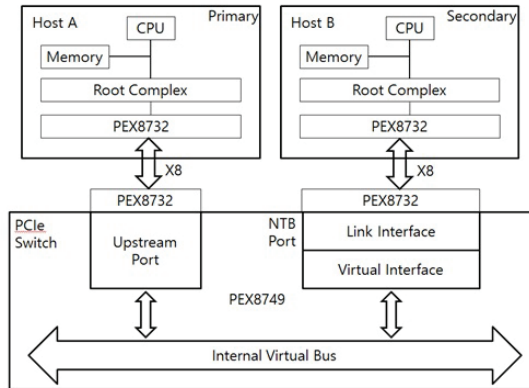 Host A
Primary
CPU
Memory
Root Complex
PEX8732
Host B
Secondary
CPU
Memory
Root Complex
PEX8732
X8
X8
PEX8732
PEX8732
PCIe
Switch
Upstream
Port
NTB
Port
Link Interface
Virtual Interface
PEX8749
Internal Virtual Bus